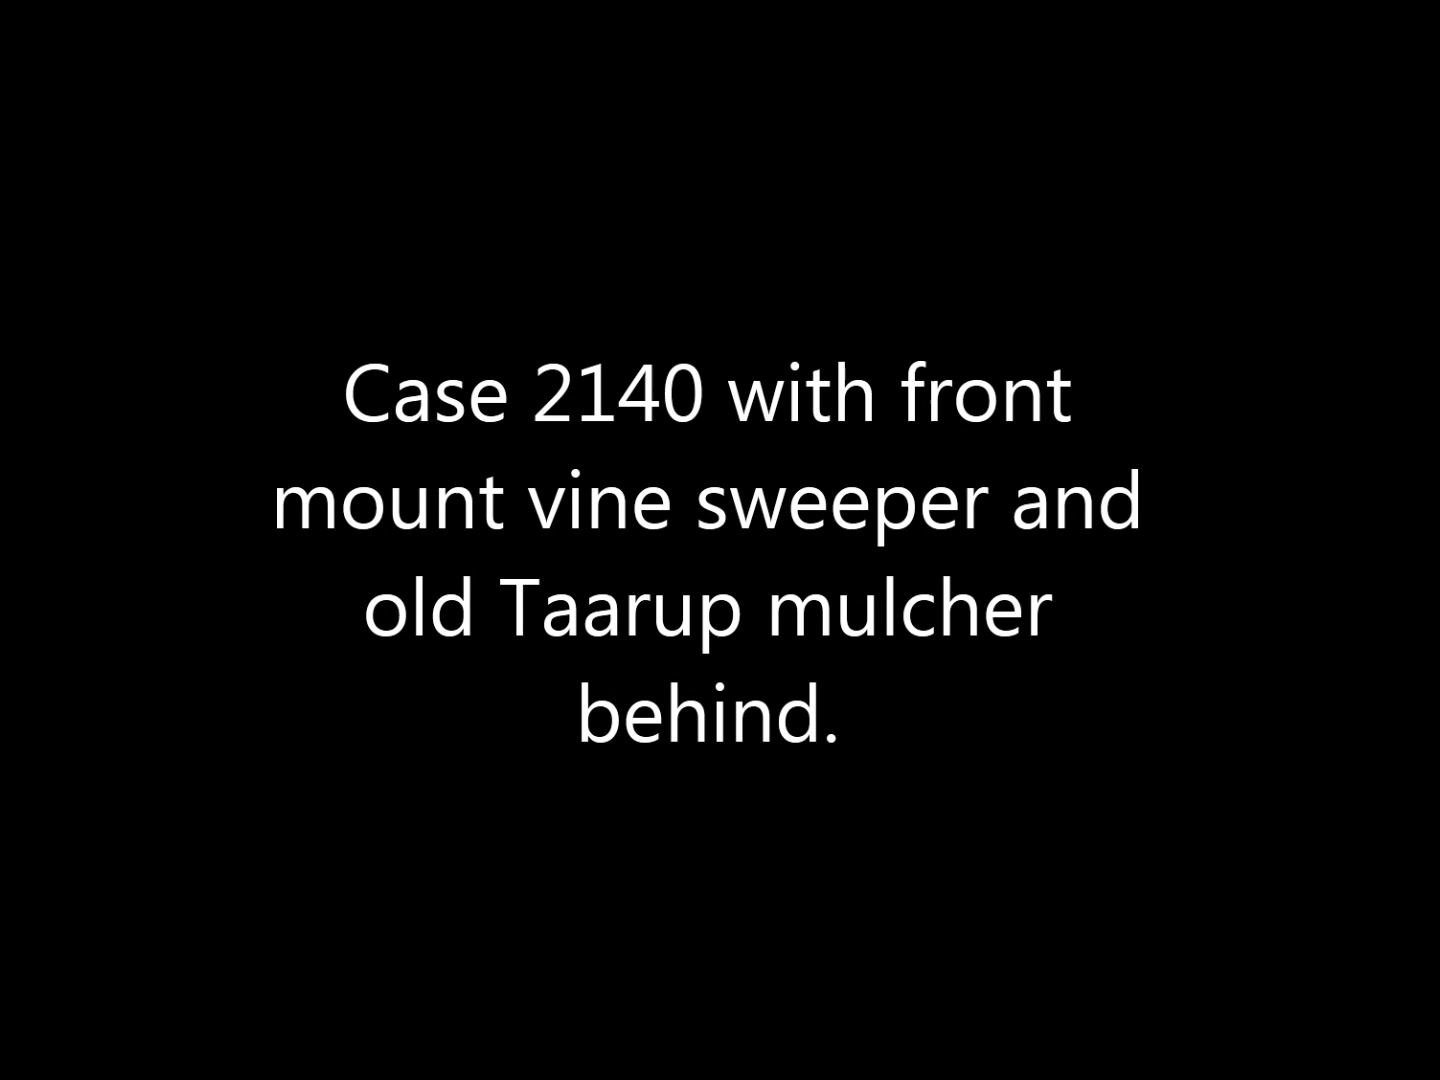 Case 2140 with front
mount vine sweeper and
old Taarup mulcher
behind.